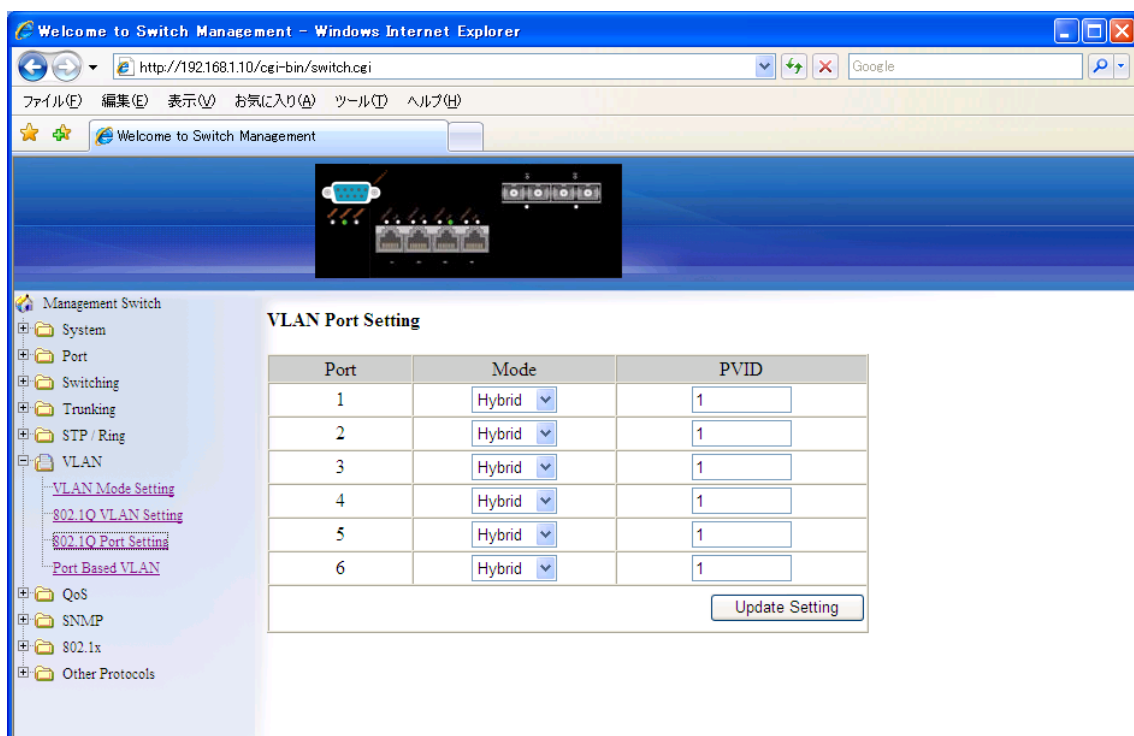 Welcome to Switch Management - Windows Internet Explorer
http://192.168.1.10/cgi-bin/switch.cgi
Google
ファイル(F) 編集(E) 表示(V) お気に入り(A) ツール(T) ヘルプ(H)
Welcome to Switch Management
Management Switch
System
Port
Switching
Trunking
STP / Ring
VLAN
VLAN Mode Setting
802.1Q VLAN Setting
802.1Q Port Setting
Port Based VLAN
QoS
SNMP
802.1x
Other Protocols
VLAN Port Setting
Port Mode PVID
1 Hybrid 1
2 Hybrid 1
3 Hybrid 1
4 Hybrid 1
5 Hybrid 1
6 Hybrid 1
Update Setting